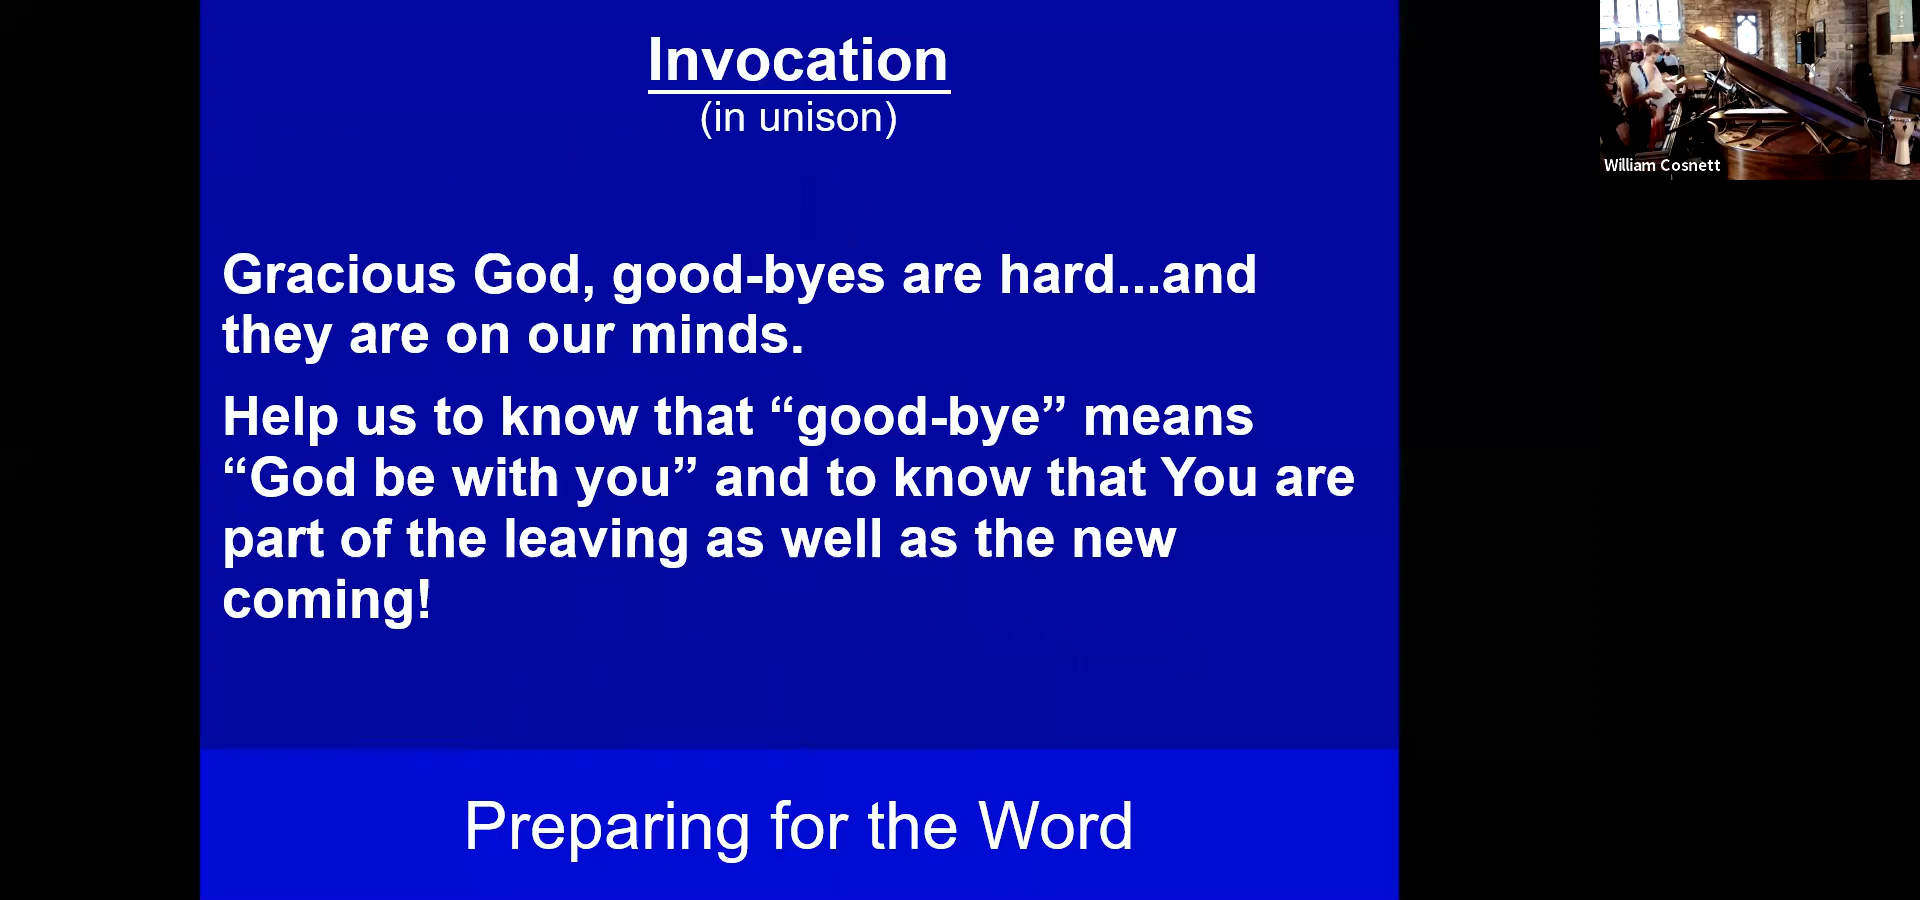 Invocation
(in unison)
Gracious God, good-byes are hard...and
they are on our minds.
Help us to know that “good-bye” means
“God be with you” and to know that You are
part of the leaving as well as the new
coming!
Preparing for the Word
William Cosnett